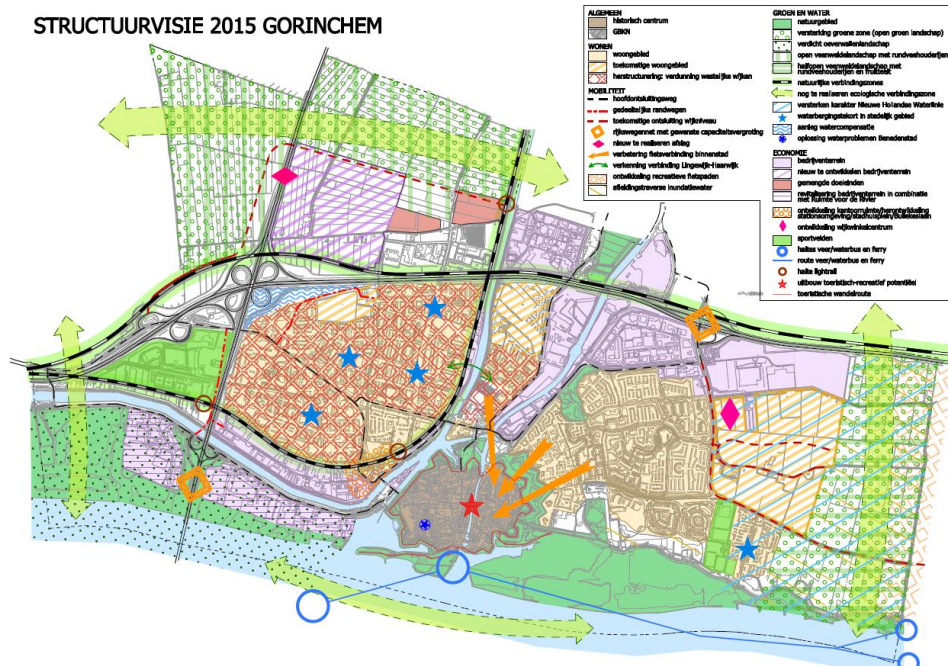 STRUCTUURVISIE 2015 GORINCHEM
ALGEMEEN
historisch centrum
GBKN
WONEN
woongebied
toekomstige woongebied
herstructurering: verdunning westelijke wijken
MOBILITEIT
hoofdontsluitingsweg
gedeeltelijke randwegen
toekomstige ontsluiting wijkniveau
rijkswegennet met gewenste capaciteitsvergroting
nieuw te realiseren afslag
verbetering fietsverbinding binnenstad
verkenning verbinding Lingewijk-Haarwijk
ontwikkeling recreatieve fietspaden
afleidingstraverse inundatiewater
GROEN EN WATER
natuurgebied
versterking groene zone (open groen landschap)
verdicht oeverwallenlandschap
open veenweidelandschap met rundveehouderijen
halfopen veenweidelandschap met
rundveehouderijen en fruitteelt
natuurlijke verbindingszones
nog te realiseren ecologische verbindingszone
versterken karakter Nieuwe Hollandse Waterlinie
waterbergingstekort in stedelijk gebied
aanleg watercompensatie
oplossing waterproblemen Benedenstad
ECONOMIE
bedrijventerrein
nieuw te ontwikkelen bedrijventerrein
gemengde doeleinden
revitalisering bedrijventerrein in combinatie
met Ruimte voor de Rivier
ontwikkeling kantoorruimte/herontwikkeling
ontwikkeling wijkwinkelcentrum
sportvelden
haltes veer/waterbus en ferry
route veer/waterbus en ferry
halte lightrail
uitbouw toeristisch-recreatief potentiëel
toeristische wandelroute